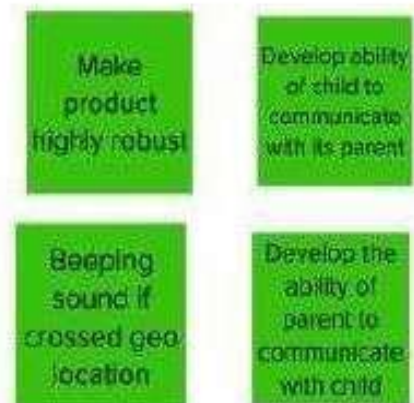 Make
product
highly robust
Develop ability
of child to
communicate
with its parent
Beeping
sound if
crossed geo
location
Develop the
ability of
parent to
communicate
with child